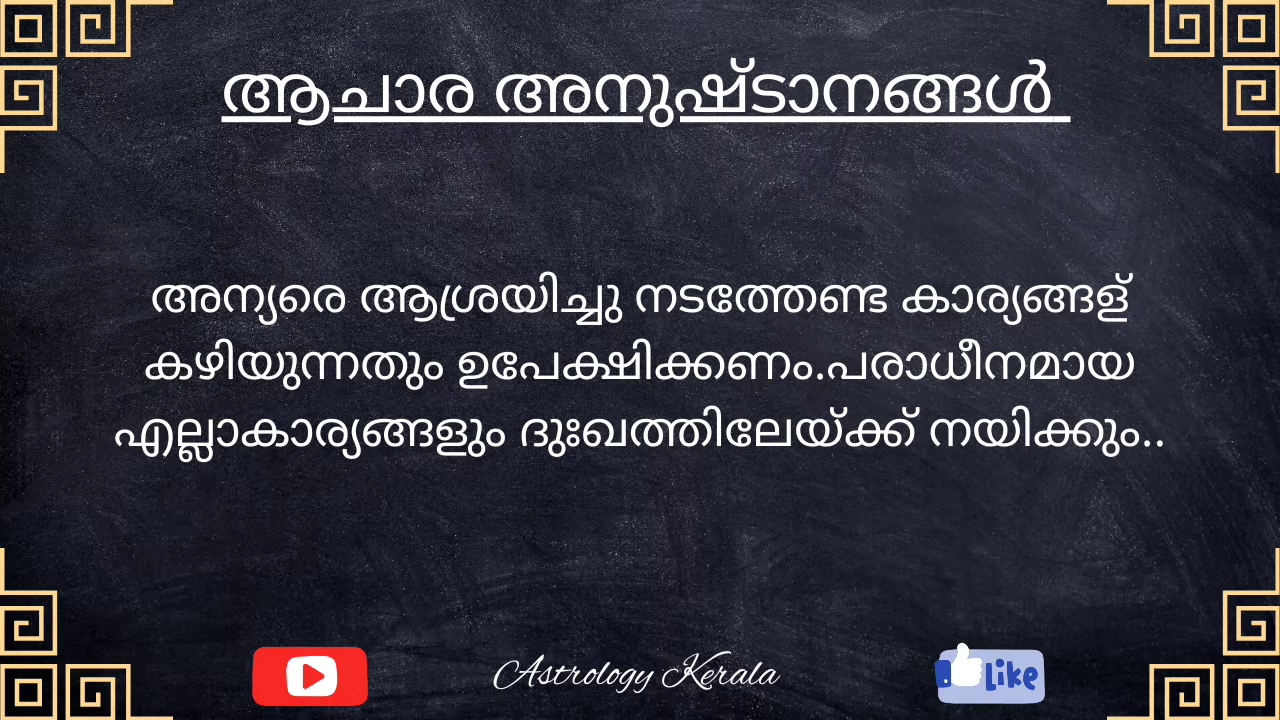 ആചാര അനുഷ്ടാനങ്ങൾ
അന്യരെ ആശ്രയിച്ചു നടത്തേണ്ട കാര്യങ്ങള്
കഴിയുന്നതും ഉപേക്ഷിക്കണം.പരാധീനമായ
എല്ലാകാര്യങ്ങളും ദുഃഖത്തിലേയ്ക്ക് നയിക്കും..
Astrology Kerala
Like